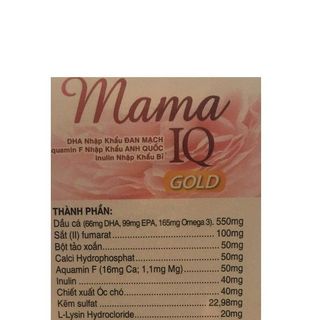 Mama
IQ
GOLD
DHA Nhập Khẩu ĐAN MẠCH
quamin F Nhập Khẩu ANH QUỐC
Inulin Nhập Khẩu Bỉ
THÀNH PHẦN:
Dầu cá (66mg DHA, 99mg EPA, 165mg Omega 3). 550mg
Sắt (II) fumarat 100mg
Bột tảo xoắn 50mg
Calci Hydrophosphat 50mg
Aquamin F (16mg Ca; 1,1mg Mg) 50mg
Inulin 40mg
Chiết xuất Óc chó 40mg
Kẽm sulfat 22,98mg
L-Lysin Hydrocloride 20mg